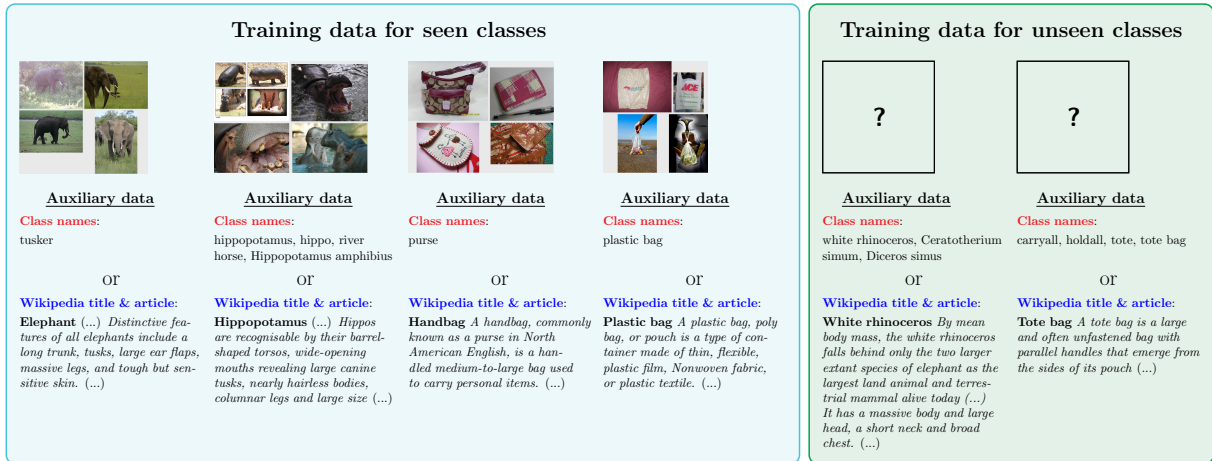 Training data for seen classes
Auxiliary data
Class names:
tusker
or
Wikipedia title & article:
Elephant (...) Distinctive fea-
tures of all elephants include a
long trunk, tusks, large ear flaps,
massive legs, and tough but sen-
sitive skin. (...)
Auxiliary data
Class names:
hippopotamus, hippo, river
horse, Hippopotamus amphibius
or
Wikipedia title & article:
Hippopotamus (...) Hippos
are recognisable by their barrel-
shaped torsos, wide-opening
mouths revealing large canine
tusks, nearly hairless bodies,
columnar legs and large size (...)
Auxiliary data
Class names:
purse
or
Wikipedia title & article:
Handbag A handbag, commonly
known as a purse in North
American English, is a han-
dled medium-to-large bag used
to carry personal items. (...)
ACE
Auxiliary data
Class names:
plastic bag
or
Wikipedia title & article:
Plastic bag A plastic bag, poly
bag, or pouch is a type of con-
tainer made of thin, flexible,
plastic film, Nonwoven fabric,
or plastic textile. (...)
Training data for unseen classes
?
Auxiliary data
Class names:
white rhinoceros, Ceratotherium
simum, Diceros simus
or
Wikipedia title & article:
White rhinoceros By mean
body mass, the white rhinoceros
falls behind only the two larger
extant species of elephant as the
largest land animal and terres-
trial mammal alive today (...)
It has a massive body and large
head, a short neck and broad
chest. (...)
?
Auxiliary data
Class names:
carryall, holdall, tote, tote bag
or
Wikipedia title & article:
Tote bag A tote bag is a large
and often unfastened bag with
parallel handles that emerge from
the sides of its pouch (...)